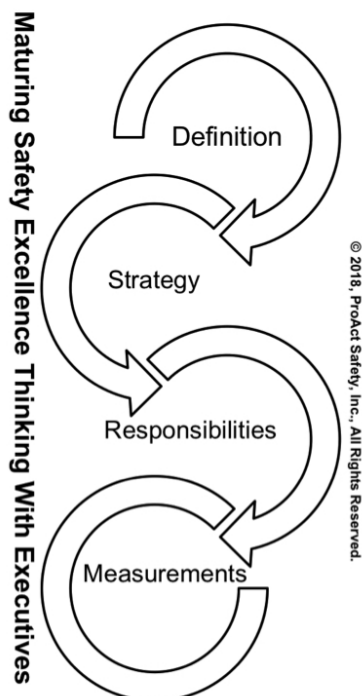 Maturing Safety Excellence Thinking With Executives
Definition
Strategy
Responsibilities
Measurements
© 2018, ProAct Safety, Inc., All Rights Reserved.